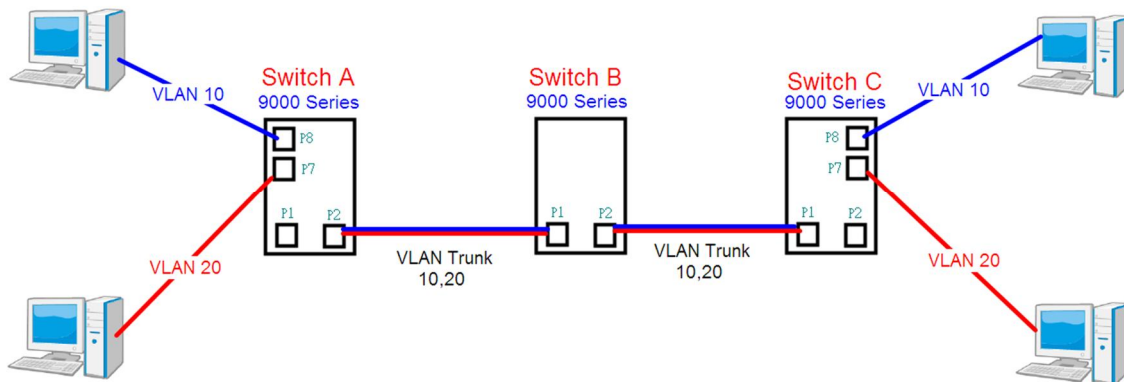 Switch A
9000 Series
Switch B
9000 Series
Switch C
9000 Series
VLAN 10
VLAN 10
P8
P7
P1
P2
P1
P2
P8
P7
P1
P2
VLAN Trunk
10,20
VLAN Trunk
10,20
VLAN 20
VLAN 20